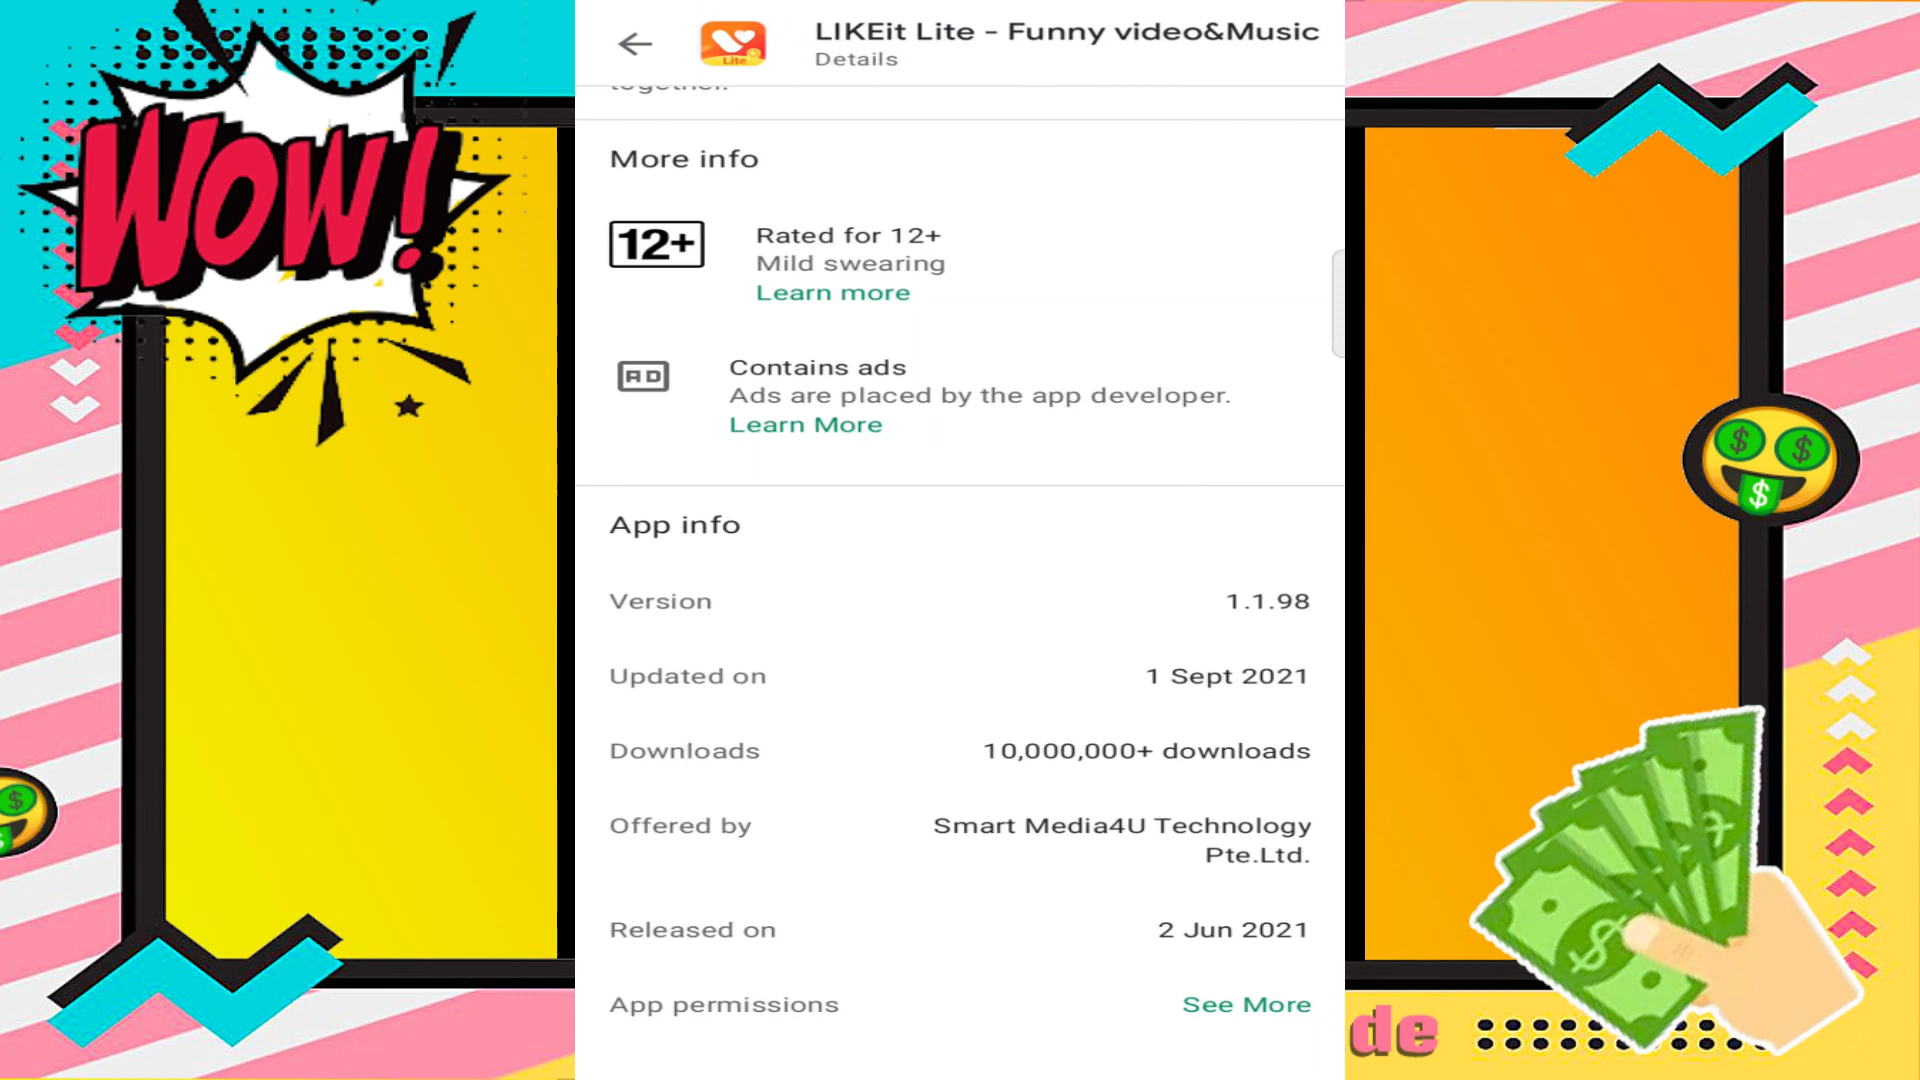 WOW!
LIKEit Lite - Funny video&Music
Details
Lite
together.
More info
12+
Rated for 12+
Mild swearing
Learn more
AD
Contains ads
Ads are placed by the app developer.
Learn More
App info
Version 1.1.98
Updated on 1 Sept 2021
Downloads 10,000,000+ downloads
Offered by Smart Media4U Technology
Pte.Ltd.
Released on 2 Jun 2021
App permissions See More
de